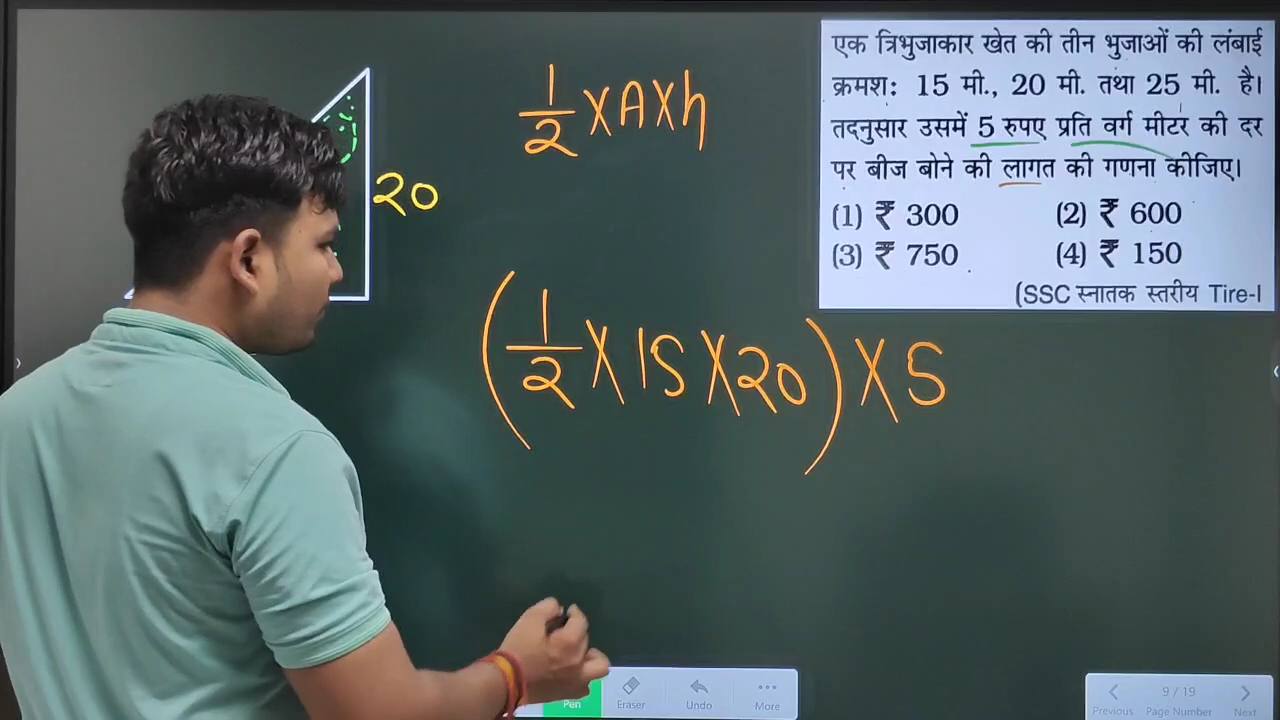 1/2 X A X h
20
(1/2 X 15 X 20) X 5
एक त्रिभुजाकार खेत की तीन भुजाओं की लंबाई
क्रमश: 15 मी., 20 मी. तथा 25 मी. है।
तदनुसार उसमें 5 रुपए प्रति वर्ग मीटर की दर
पर बीज बोने की लागत की गणना कीजिए।
(1) ₹ 300 (2) ₹ 600
(3) ₹ 750 (4) ₹ 150
(SSC स्नातक स्तरीय Tire-I
Pen Eraser Undo More
9 / 19
Previous Page Number Next